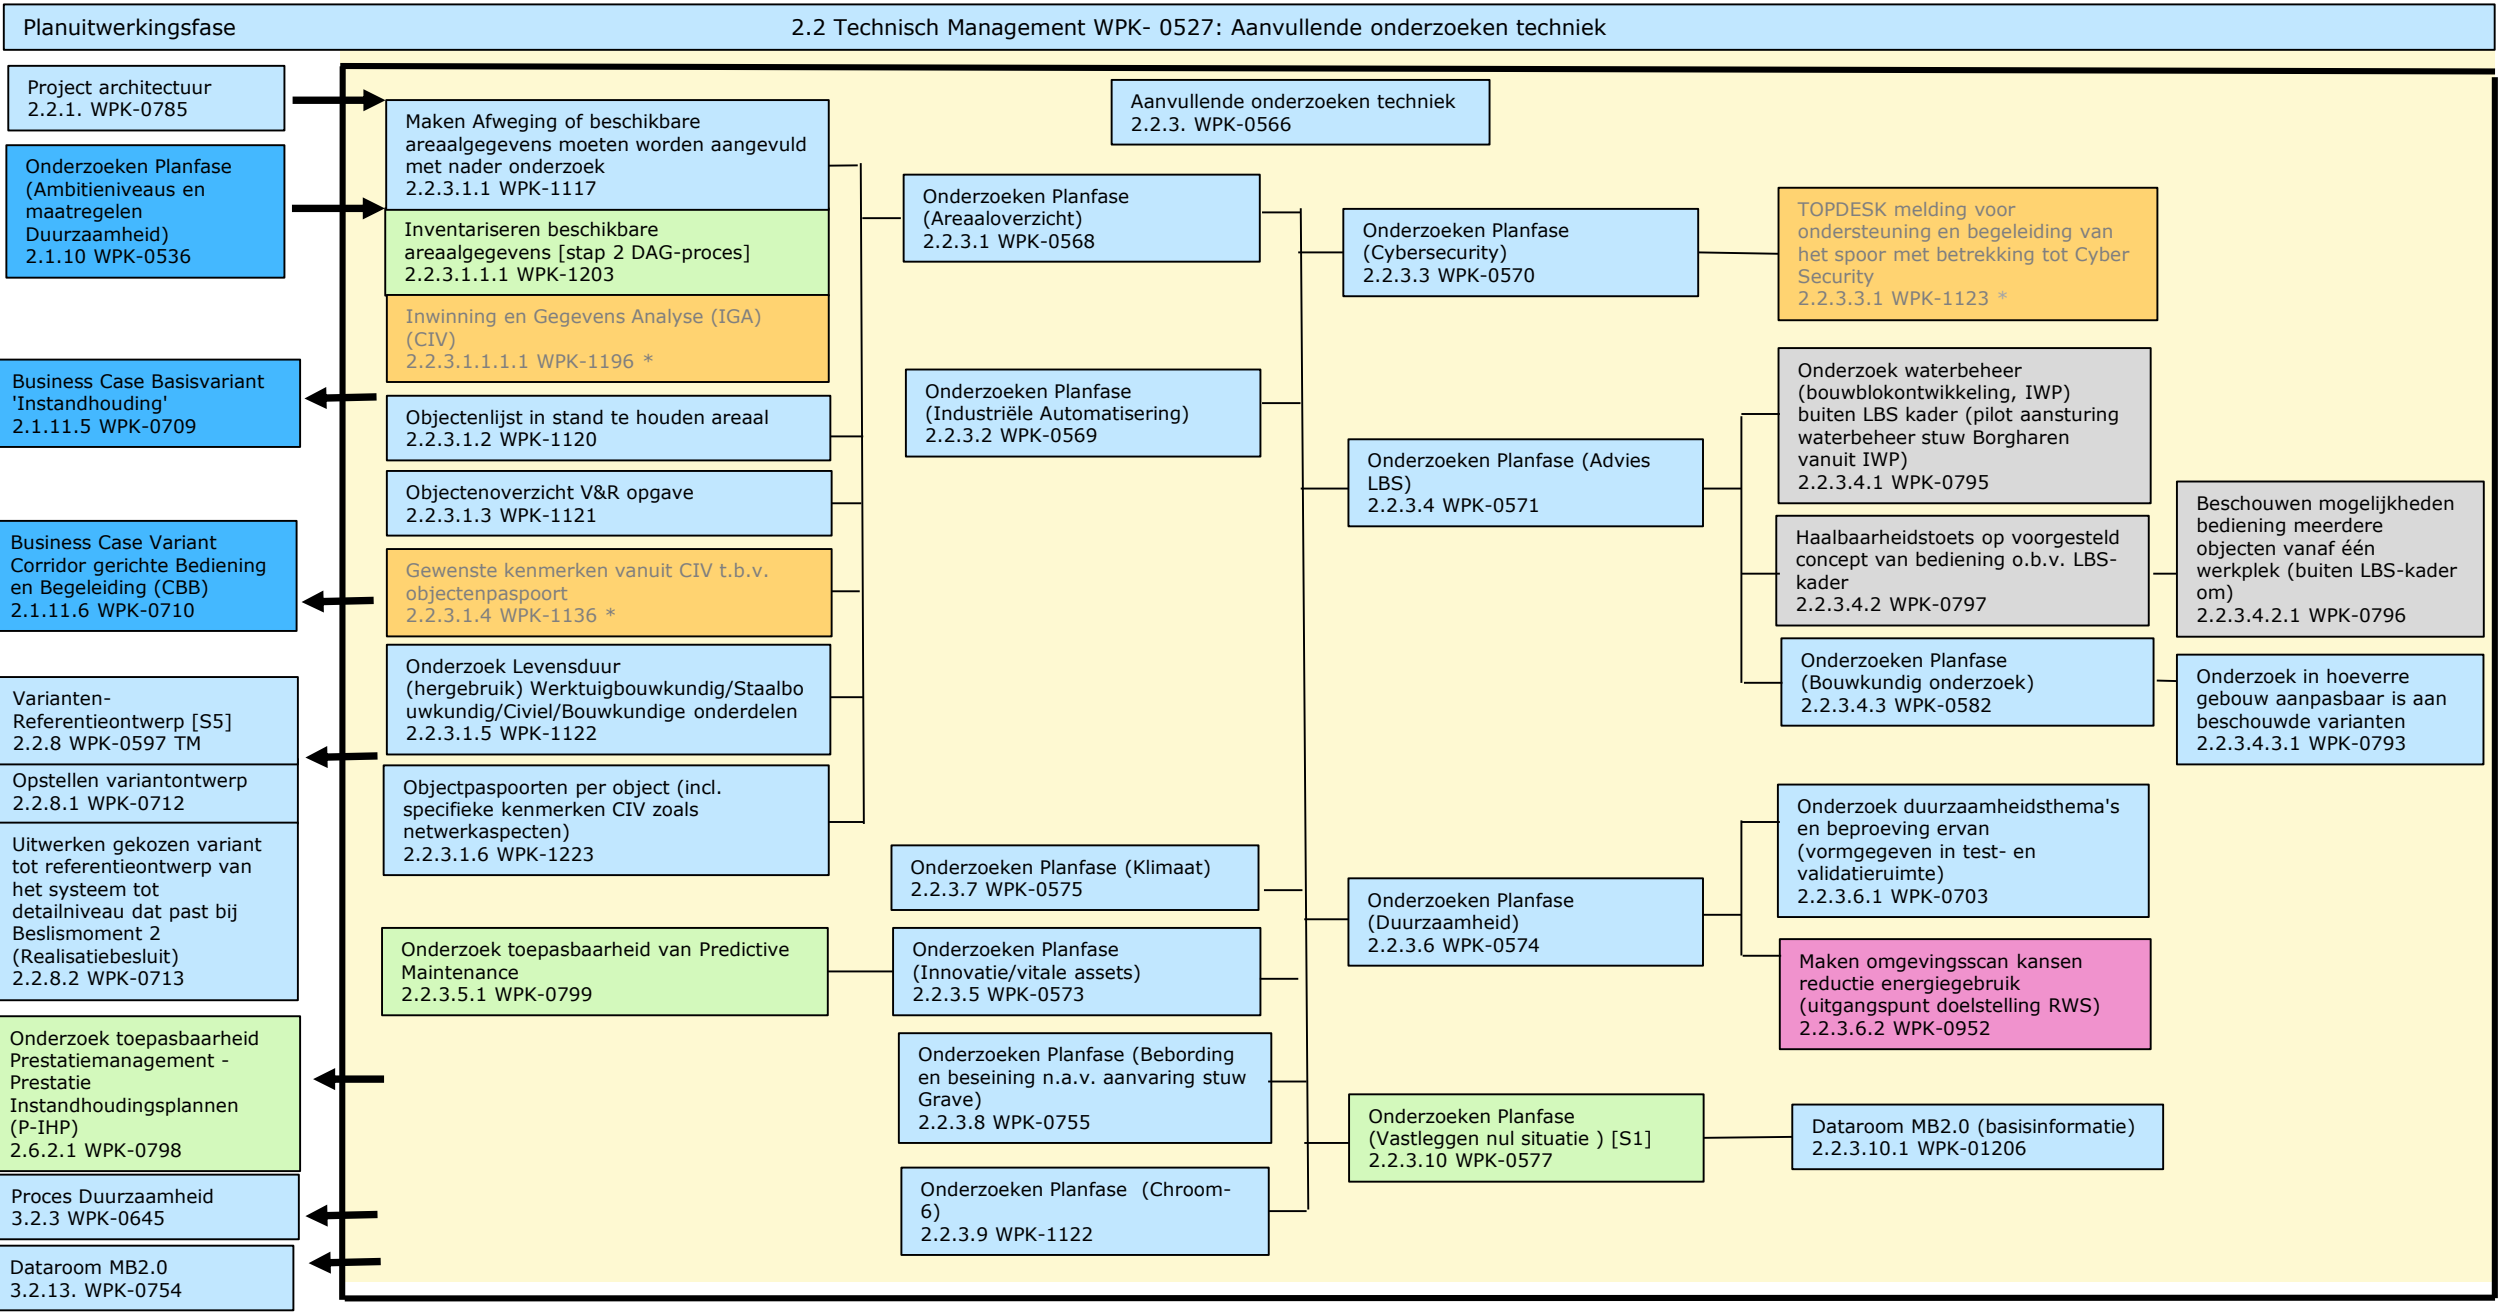 Planuitwerkingsfase
2.2 Technisch Management WPK- 0527: Aanvullende onderzoeken techniek
Project architectuur
2.2.1. WPK-0785
Onderzoeken Planfase
(Ambitieniveaus en
maatregelen
Duurzaamheid)
2.1.10 WPK-0536
Business Case Basisvariant
'Instandhouding'
2.1.11.5 WPK-0709
Business Case Variant
Corridor gerichte Bediening
en Begeleiding (CBB)
2.1.11.6 WPK-0710
Varianten-
Referentieontwerp [S5]
2.2.8 WPK-0597 TM
Opstellen variantontwerp
2.2.8.1 WPK-0712
Uitwerken gekozen variant
tot referentieontwerp van
het systeem tot
detailniveau dat past bij
Beslismoment 2
(Realisatiebesluit)
2.2.8.2 WPK-0713
Onderzoek toepasbaarheid
Prestatiemanagement -
Prestatie
Instandhoudingsplannen
(P-IHP)
2.6.2.1 WPK-0798
Proces Duurzaamheid
3.2.3 WPK-0645
Dataroom MB2.0
3.2.13. WPK-0754
Maken Afweging of beschikbare
areaalgegevens moeten worden aangevuld
met nader onderzoek
2.2.3.1.1 WPK-1117
Inventariseren beschikbare
areaalgegevens [stap 2 DAG-proces]
2.2.3.1.1.1 WPK-1203
Inwinning en Gegevens Analyse (IGA)
(CIV)
2.2.3.1.1.1.1 WPK-1196 *
Objectenlijst in stand te houden areaal
2.2.3.1.2 WPK-1120
Objectenoverzicht V&R opgave
2.2.3.1.3 WPK-1121
Gewenste kenmerken vanuit CIV t.b.v.
objectenpaspoort
2.2.3.1.4 WPK-1136 *
Onderzoek Levensduur
(hergebruik) Werktuigbouwkundig/Staalbo
uwkundig/Civiel/Bouwkundige onderdelen
2.2.3.1.5 WPK-1122
Objectpaspoorten per object (incl.
specifieke kenmerken CIV zoals
netwerkaspecten)
2.2.3.1.6 WPK-1223
Onderzoek toepasbaarheid van Predictive
Maintenance
2.2.3.5.1 WPK-0799
Aanvullende onderzoeken techniek
2.2.3. WPK-0566
Onderzoeken Planfase
(Areaaloverzicht)
2.2.3.1 WPK-0568
Onderzoeken Planfase
(Industriële Automatisering)
2.2.3.2 WPK-0569
Onderzoeken Planfase (Klimaat)
2.2.3.7 WPK-0575
Onderzoeken Planfase
(Innovatie/vitale assets)
2.2.3.5 WPK-0573
Onderzoeken Planfase (Bebording
en beseining n.a.v. aanvaring stuw
Grave)
2.2.3.8 WPK-0755
Onderzoeken Planfase  (Chroom-
6)
2.2.3.9 WPK-1122
Onderzoeken Planfase
(Cybersecurity)
2.2.3.3 WPK-0570
Onderzoeken Planfase (Advies
LBS)
2.2.3.4 WPK-0571
Onderzoeken Planfase
(Duurzaamheid)
2.2.3.6 WPK-0574
Onderzoeken Planfase
(Vastleggen nul situatie ) [S1]
2.2.3.10 WPK-0577
TOPDESK melding voor
ondersteuning en begeleiding van
het spoor met betrekking tot Cyber
Security
2.2.3.3.1 WPK-1123 *
Onderzoek waterbeheer
(bouwblokontwikkeling, IWP)
buiten LBS kader (pilot aansturing
waterbeheer stuw Borgharen
vanuit IWP)
2.2.3.4.1 WPK-0795
Haalbaarheidstoets op voorgesteld
concept van bediening o.b.v. LBS-
kader
2.2.3.4.2 WPK-0797
Onderzoeken Planfase
(Bouwkundig onderzoek)
2.2.3.4.3 WPK-0582
Onderzoek duurzaamheidsthema's
en beproeving ervan
(vormgegeven in test- en
validatieruimte)
2.2.3.6.1 WPK-0703
Maken omgevingsscan kansen
reductie energiegebruik
(uitgangspunt doelstelling RWS)
2.2.3.6.2 WPK-0952
Dataroom MB2.0 (basisinformatie)
2.2.3.10.1 WPK-01206
Beschouwen mogelijkheden
bediening meerdere
objecten vanaf één
werkplek (buiten LBS-kader
om)
2.2.3.4.2.1 WPK-0796
Onderzoek in hoeverre
gebouw aanpasbaar is aan
beschouwde varianten
2.2.3.4.3.1 WPK-0793